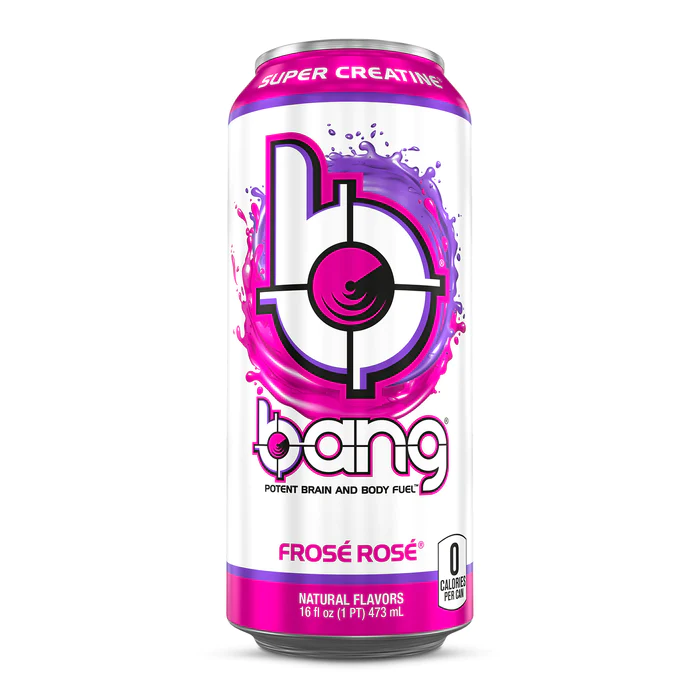 SUPER CREATINE®
b®
bang®
POTENT BRAIN AND BODY FUEL™
FROSÉ ROSÉ®
0
CALORIES
PER CAN
NATURAL FLAVORS
16 fl oz (1 PT) 473 mL